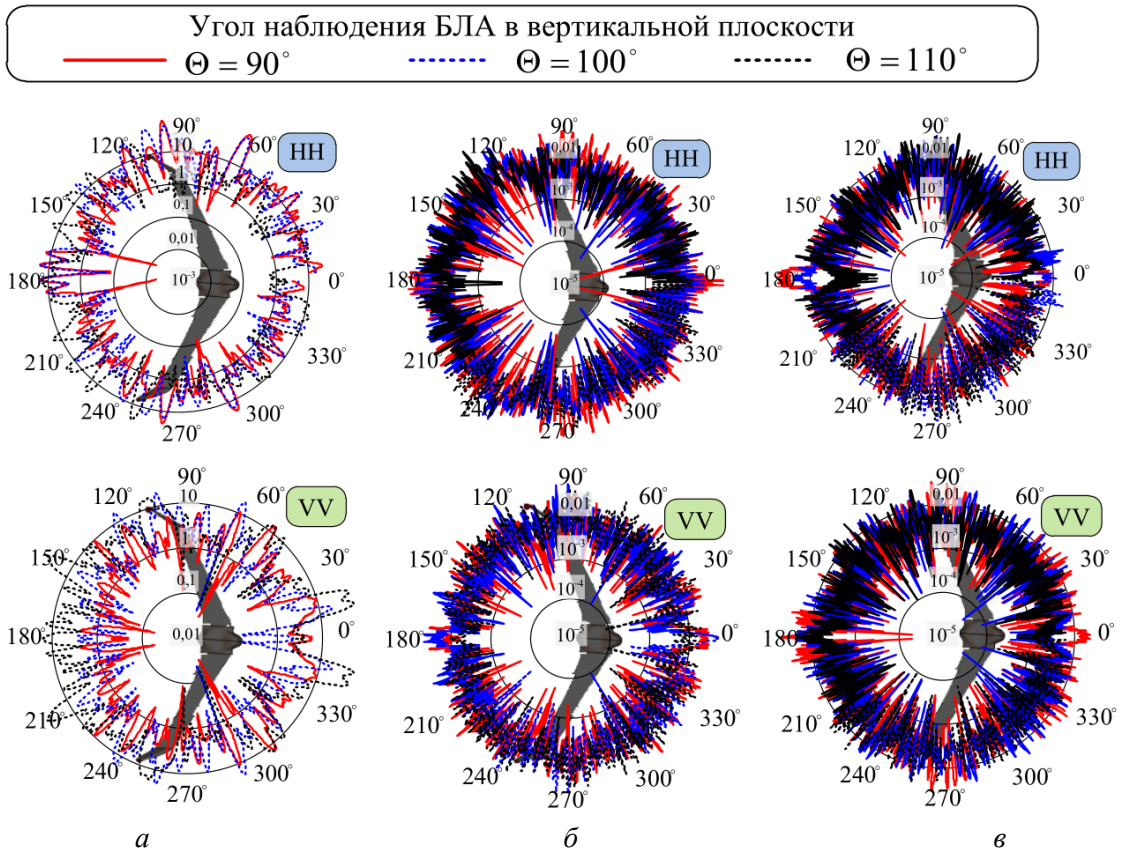 Угол наблюдения БЛА в вертикальной плоскости
Θ = 90° Θ = 100° Θ = 110°
90° 90° 90°
120° 10 60° HH 120° 0,01 60° HH 120° 0,01 60° HH
1
150° 0,1 30° 150° 10⁻³ 30° 150° 10⁻³ 30°
0,01 10⁻⁴ 10⁻⁴
180° 10⁻³ 0° 180° 10⁻⁵ 0° 180° 10⁻⁵ 0°
210° 330° 210° 330° 210° 330°
240° 300° 240° 300° 240° 300°
270° 270° 270°
90° 90° 90°
120° 10 60° VV 120° 0,01 60° VV 120° 0,01 60° VV
150° 1 30° 150° 10⁻³ 30° 150° 10⁻³ 30°
0,1 10⁻⁴ 10⁻⁴
180° 0,01 0° 180° 10⁻⁵ 0° 180° 10⁻⁵ 0°
210° 330° 210° 330° 210° 330°
240° 300° 240° 300° 240° 300°
270° 270° 270°
а б в